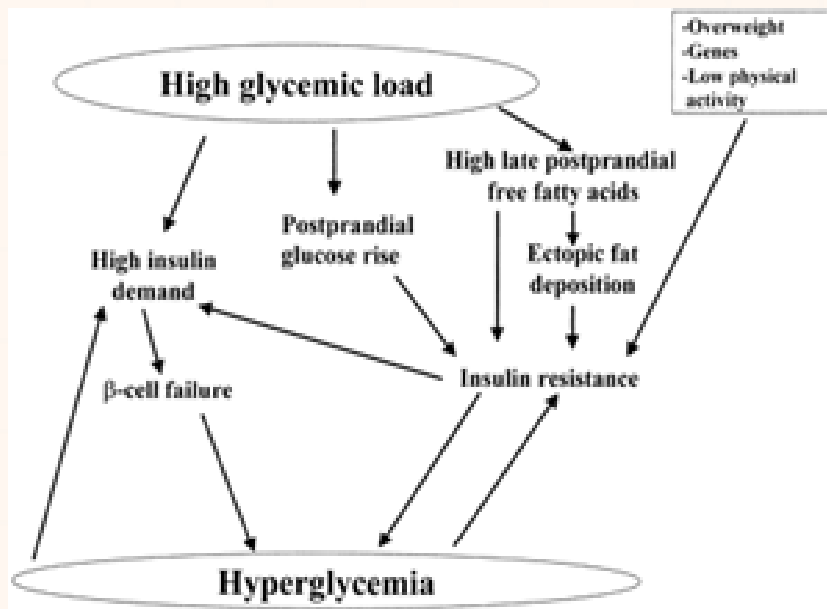 -Overweight
-Genes
-Low physical
activity
High glycemic load
High late postprandial
free fatty acids
Postprandial
glucose rise
High insulin
demand
Ectopic fat
deposition
β-cell failure
Insulin resistance
Hyperglycemia